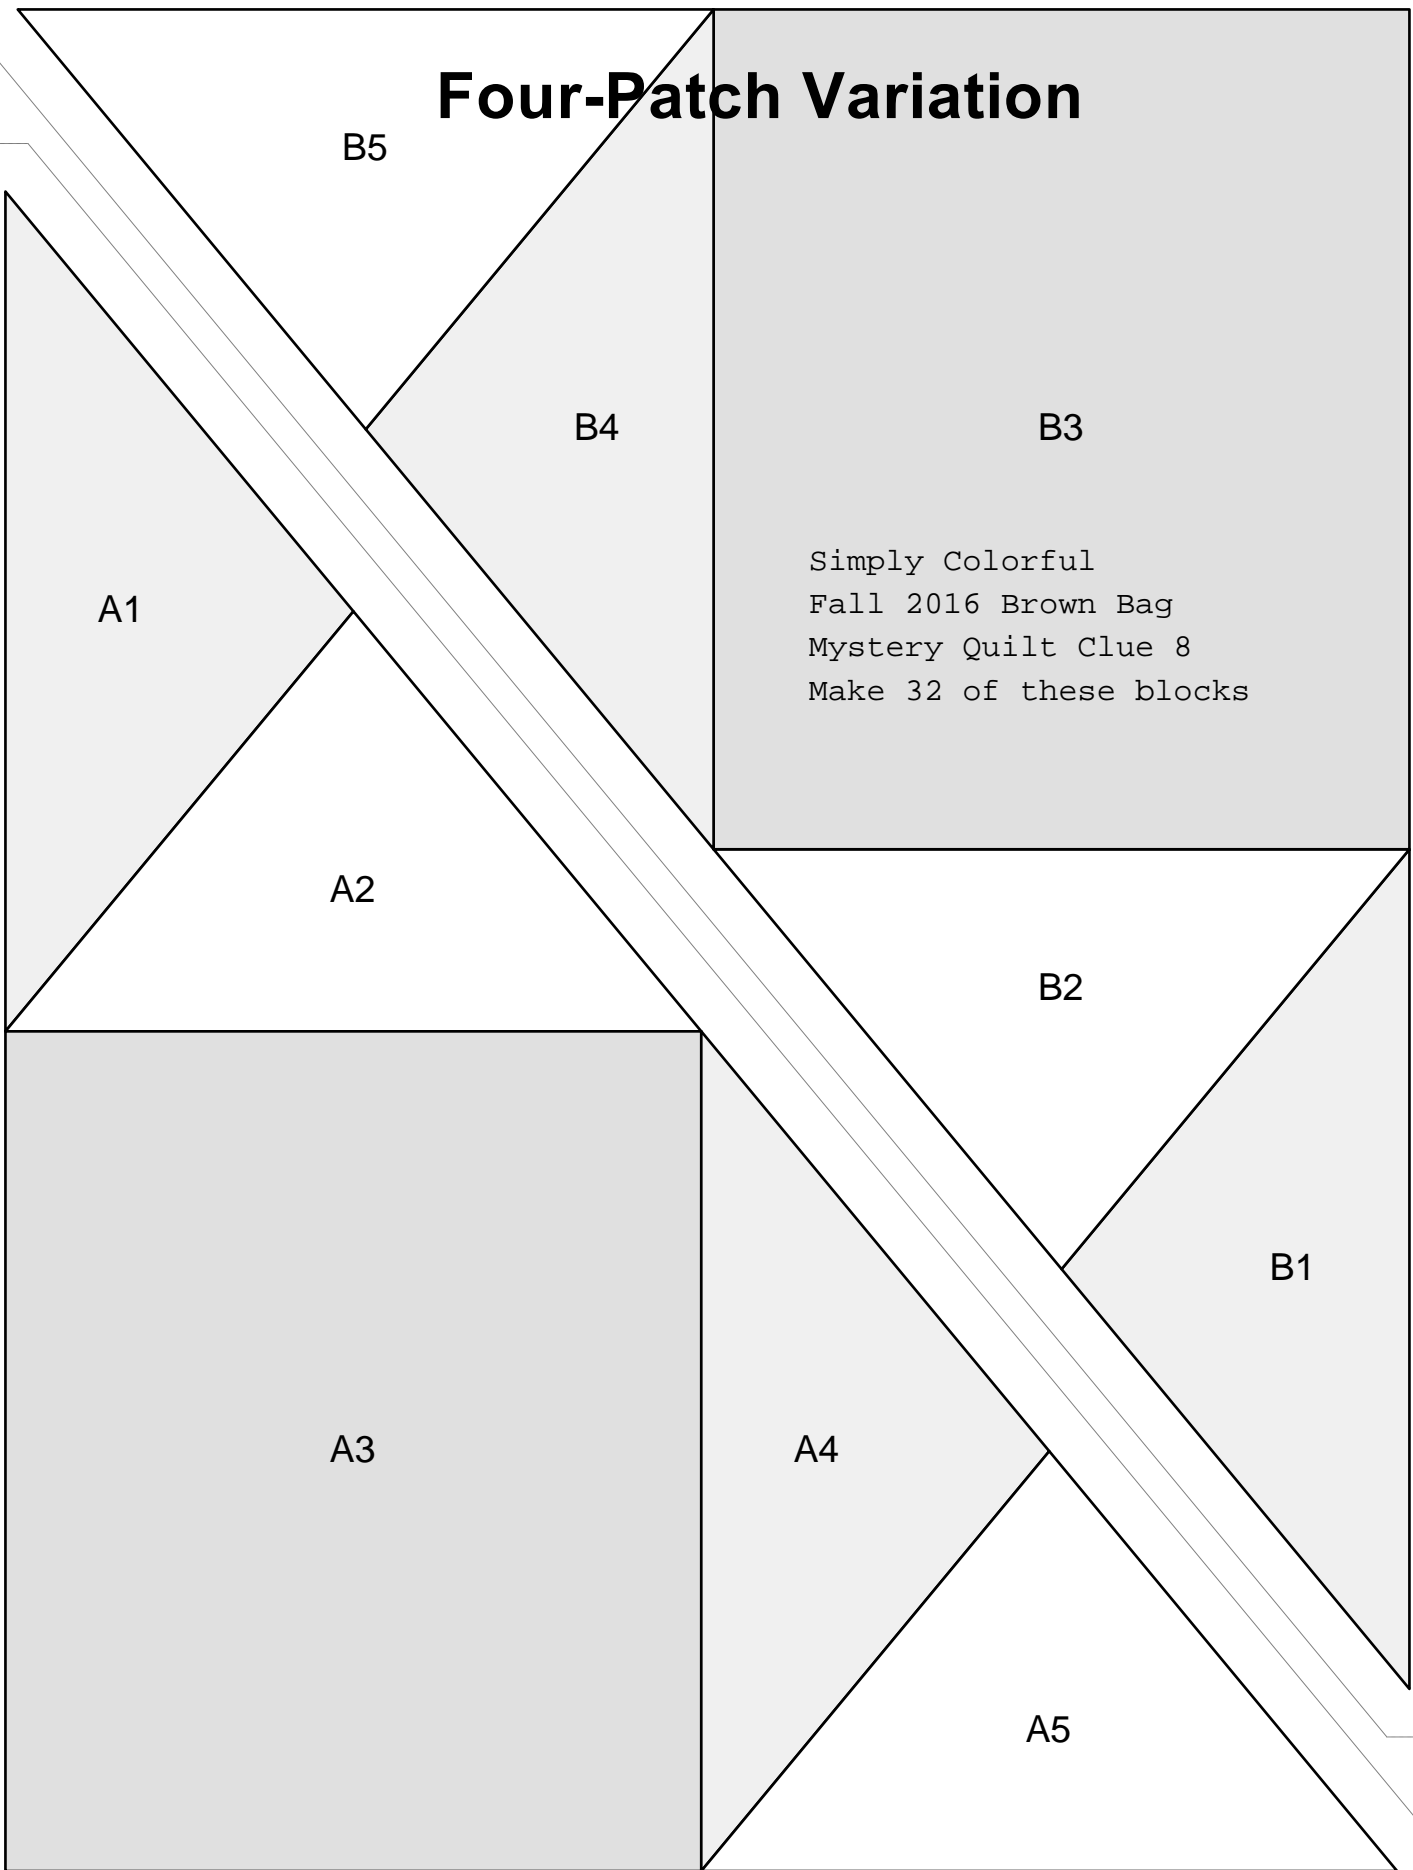 Four-Patch Variation
B5
B4
B3
Simply Colorful
Fall 2016 Brown Bag
Mystery Quilt Clue 8
Make 32 of these blocks
A1
A2
B2
B1
A3
A4
A5